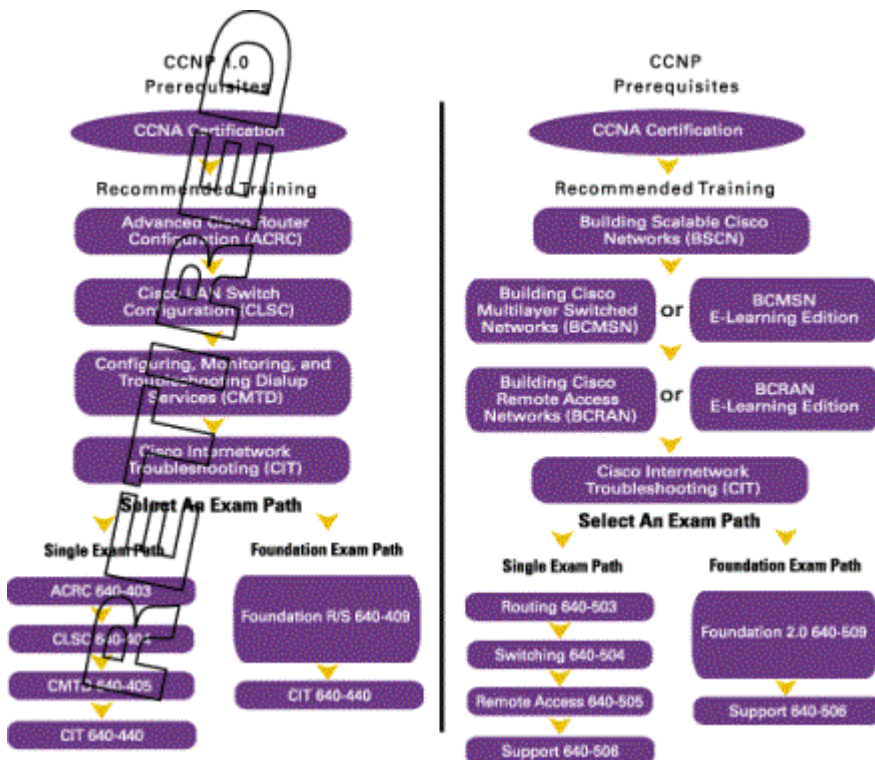 CCNP 1.0
Prerequisites
CCNA Certification
Recommended Training
Advanced Cisco Router
Configuration (ACRC)
Cisco LAN Switch
Configuration (CLSC)
Configuring, Monitoring, and
Troubleshooting Dialup
Services (CMTD)
Cisco Internetwork
Troubleshooting (CIT)
Select An Exam Path
Single Exam Path
ACRC 640-403
CLSC 640-404
CMTD 640-405
CIT 640-440
Foundation Exam Path
Foundation R/S 640-409
CIT 640-440
RETIRED
CCNP
Prerequisites
CCNA Certification
Recommended Training
Building Scalable Cisco
Networks (BSCN)
Building Cisco
Multilayer Switched
Networks (BCMSN)
or
BCMSN
E-Learning Edition
Building Cisco
Remote Access
Networks (BCRAN)
or
BCRAN
E-Learning Edition
Cisco Internetwork
Troubleshooting (CIT)
Select An Exam Path
Single Exam Path
Routing 640-503
Switching 640-504
Remote Access 640-505
Support 640-506
Foundation Exam Path
Foundation 2.0 640-509
Support 640-506